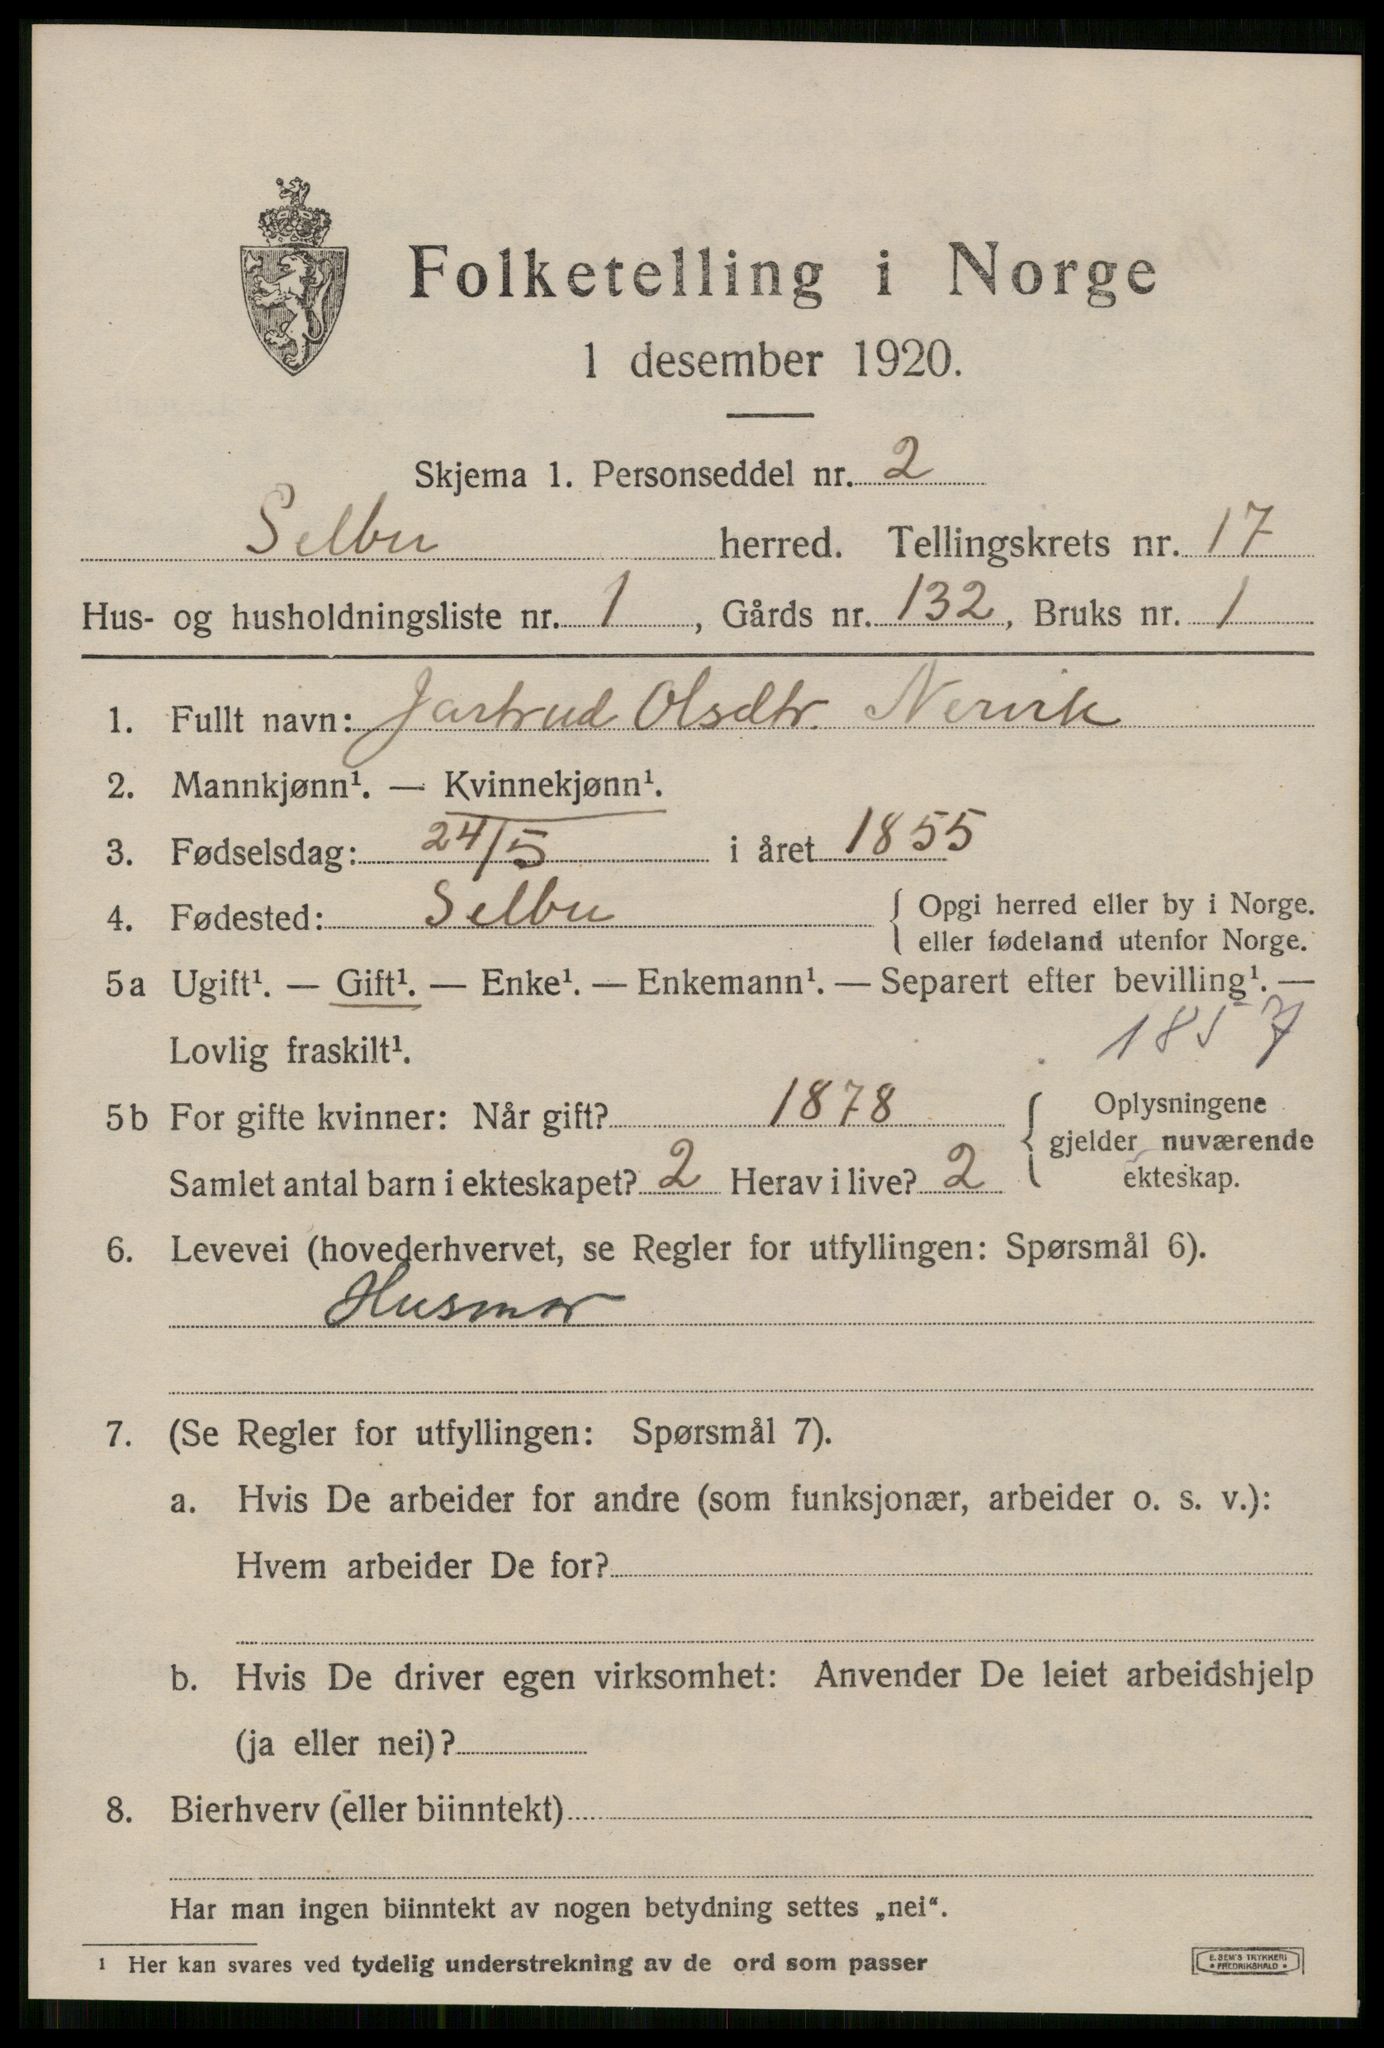 Folketelling i Norge
1 desember 1920.
Skjema 1. Personseddel nr. 2
Selbu herred. Tellingskrets nr. 17
Hus- og husholdningsliste nr. 1, Gårds nr. 132, Bruks nr. 1
1. Fullt navn: Jartrud Olsdtr. Nervik
2. Mannkjønn¹. — Kvinnekjønn¹.
3. Fødselsdag: 24/5 i året 1855
4. Fødested: Selbu { Opgi herred eller by i Norge.
eller fødeland utenfor Norge.
5a Ugift¹. — Gift¹. — Enke¹. — Enkemann¹. — Separert efter bevilling¹. —
Lovlig fraskilt¹. 1857
5b For gifte kvinner: Når gift? 1878 { Oplysningene
gjelder nuværende
Samlet antal barn i ekteskapet? 2 Herav i live? 2 ekteskap.
6. Levevei (hovederhvervet, se Regler for utfyllingen: Spørsmål 6).
Husmor
7. (Se Regler for utfyllingen: Spørsmål 7).
a. Hvis De arbeider for andre (som funksjonær, arbeider o. s. v.):
Hvem arbeider De for?
b. Hvis De driver egen virksomhet: Anvender De leiet arbeidshjelp
(ja eller nei)?
8. Bierhverv (eller biinntekt)
Har man ingen biinntekt av nogen betydning settes „nei“.
¹ Her kan svares ved tydelig understrekning av de ord som passer
E. SEM'S TRYKKERI
• FREDRIKSHALD •